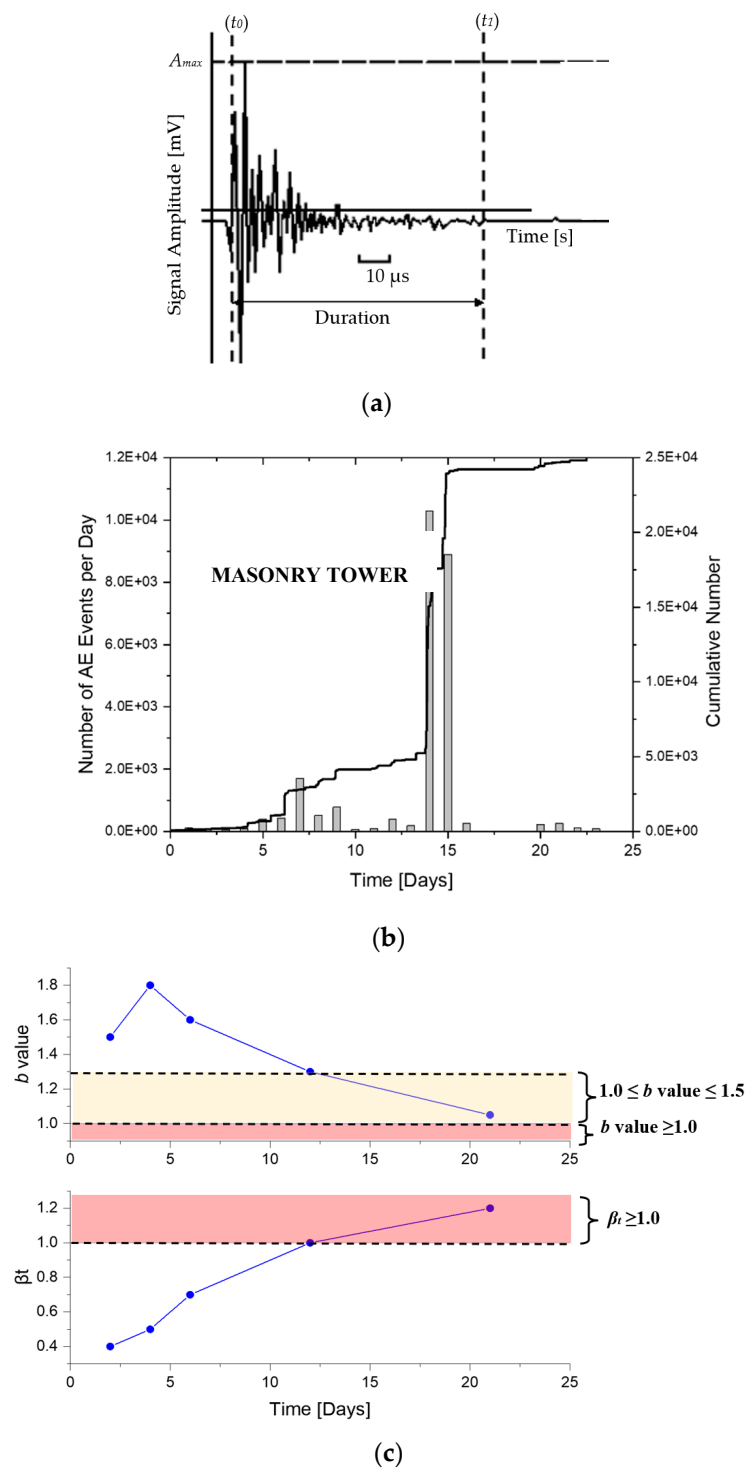 (t0) (t1)
Amax
Signal Amplitude [mV]
Time [s]
10 μs
Duration
(a)
1.2E+04 2.5E+04
1.0E+04 2.0E+04
8.0E+03 1.5E+04
6.0E+03
4.0E+03 1.0E+04
2.0E+03 5.0E+03
0.0E+00 0.0E+00
Number of AE Events per Day
MASONRY TOWER
Cumulative Number
0 5 10 15 20 25
Time [Days]
(b)
1.8
1.6
1.4
1.2
1.0
b value
1.0 ≤ b value ≤ 1.5
b value ≥1.0
0 5 10 15 20 25
1.2
1.0
0.8
0.6
0.4
βt
βt ≥1.0
0 5 10 15 20 25
Time [Days]
(c)